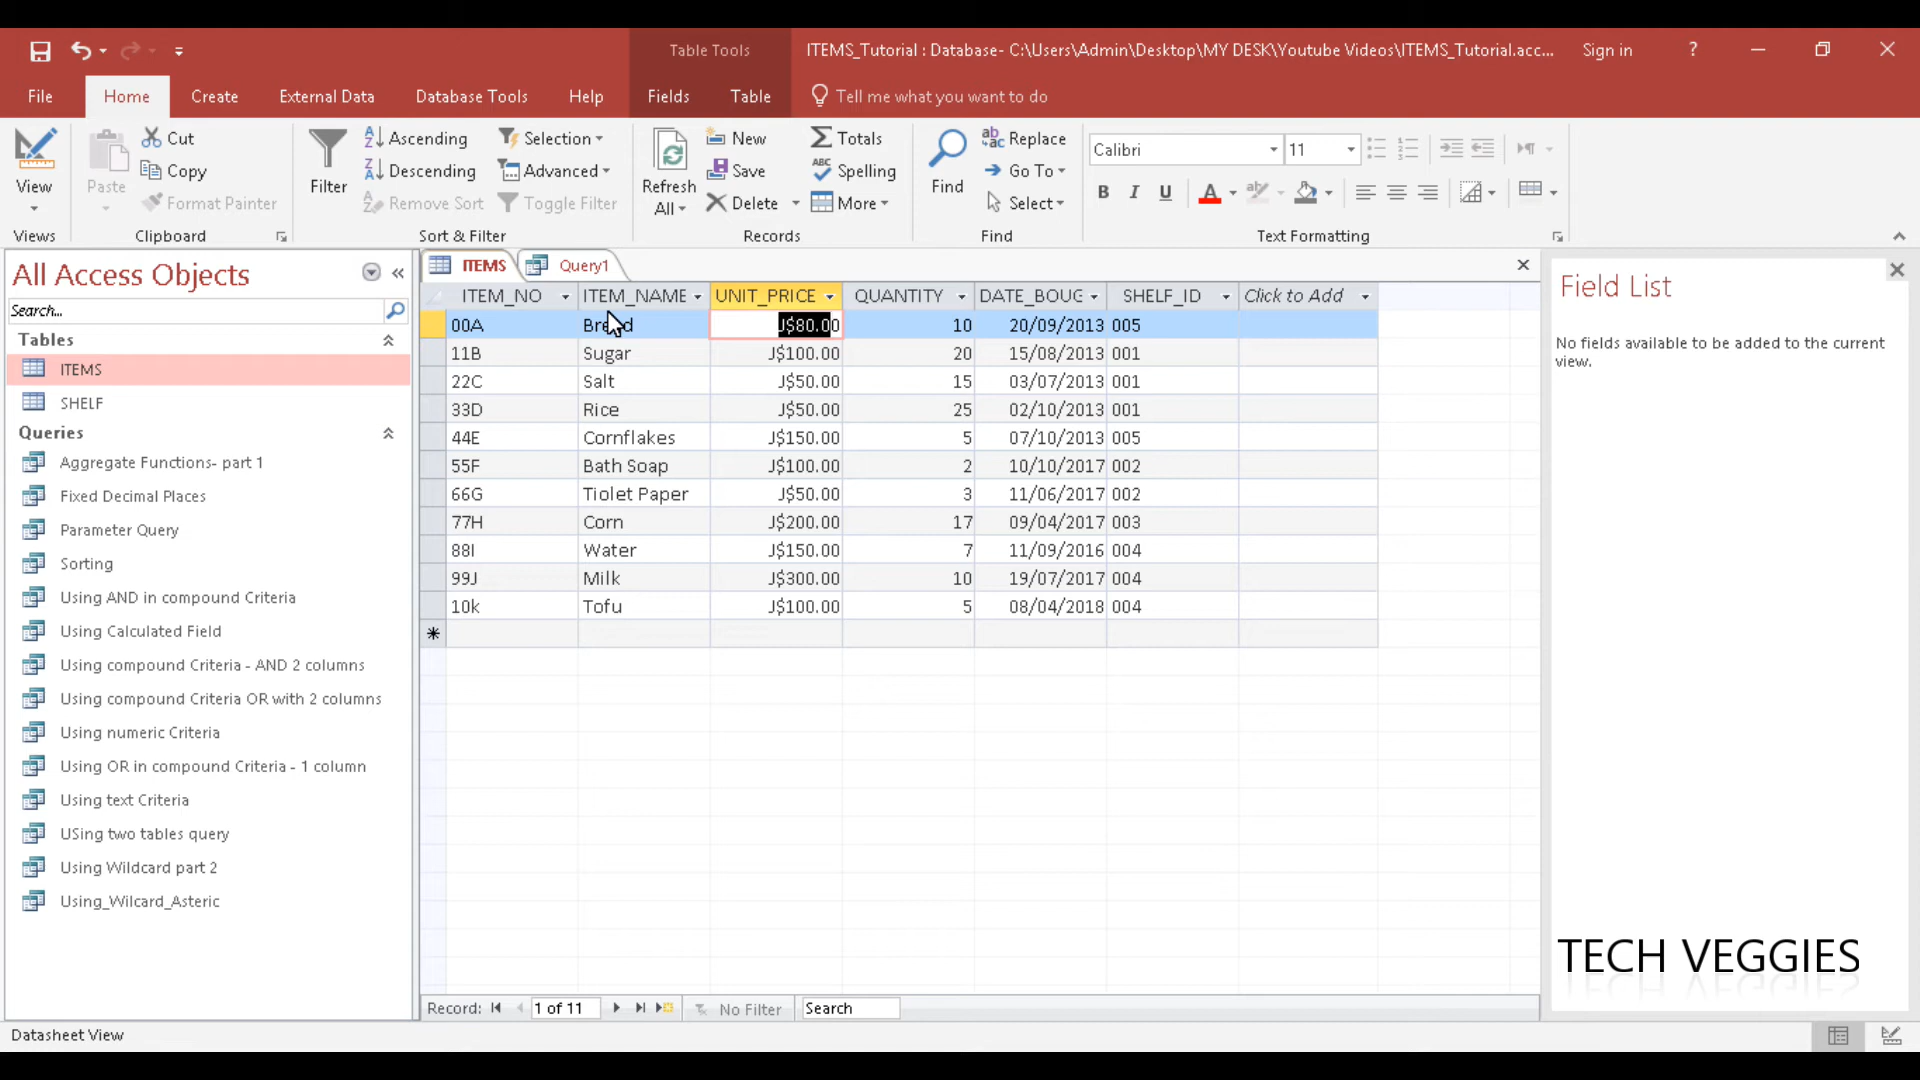 Table Tools
ITEMS_Tutorial : Database- C:\Users\Admin\Desktop\MY DESK\Youtube Videos\ITEMS_Tutorial.acc...
Sign in
?
File
Home
Create
External Data
Database Tools
Help
Fields
Table
Tell me what you want to do
View
Views
Paste
Cut
Copy
Format Painter
Clipboard
Filter
Ascending
Descending
Remove Sort
Selection
Advanced
Toggle Filter
Sort & Filter
Refresh All
New
Save
Delete
Totals
Spelling
More
Records
Find
Replace
Go To
Select
Find
Calibri
11
B I U A
Text Formatting
All Access Objects
Search...
Tables
ITEMS
SHELF
Queries
Aggregate Functions- part 1
Fixed Decimal Places
Parameter Query
Sorting
Using AND in compound Criteria
Using Calculated Field
Using compound Criteria - AND 2 columns
Using compound Criteria OR with 2 columns
Using numeric Criteria
Using OR in compound Criteria - 1 column
Using text Criteria
USing two tables query
Using Wildcard part 2
Using_Wilcard_Asteric
ITEMS
Query1
ITEM_NO ITEM_NAME UNIT_PRICE QUANTITY DATE_BOUG SHELF_ID Click to Add
00A Bread J$80.00 10 20/09/2013 005
11B Sugar J$100.00 20 15/08/2013 001
22C Salt J$50.00 15 03/07/2013 001
33D Rice J$50.00 25 02/10/2013 001
44E Cornflakes J$150.00 5 07/10/2013 005
55F Bath Soap J$100.00 2 10/10/2017 002
66G Tiolet Paper J$50.00 3 11/06/2017 002
77H Corn J$200.00 17 09/04/2017 003
88I Water J$150.00 7 11/09/2016 004
99J Milk J$300.00 10 19/07/2017 004
10k Tofu J$100.00 5 08/04/2018 004
Record: 1 of 11 No Filter Search
Field List
No fields available to be added to the current
view.
TECH VEGGIES
Datasheet View